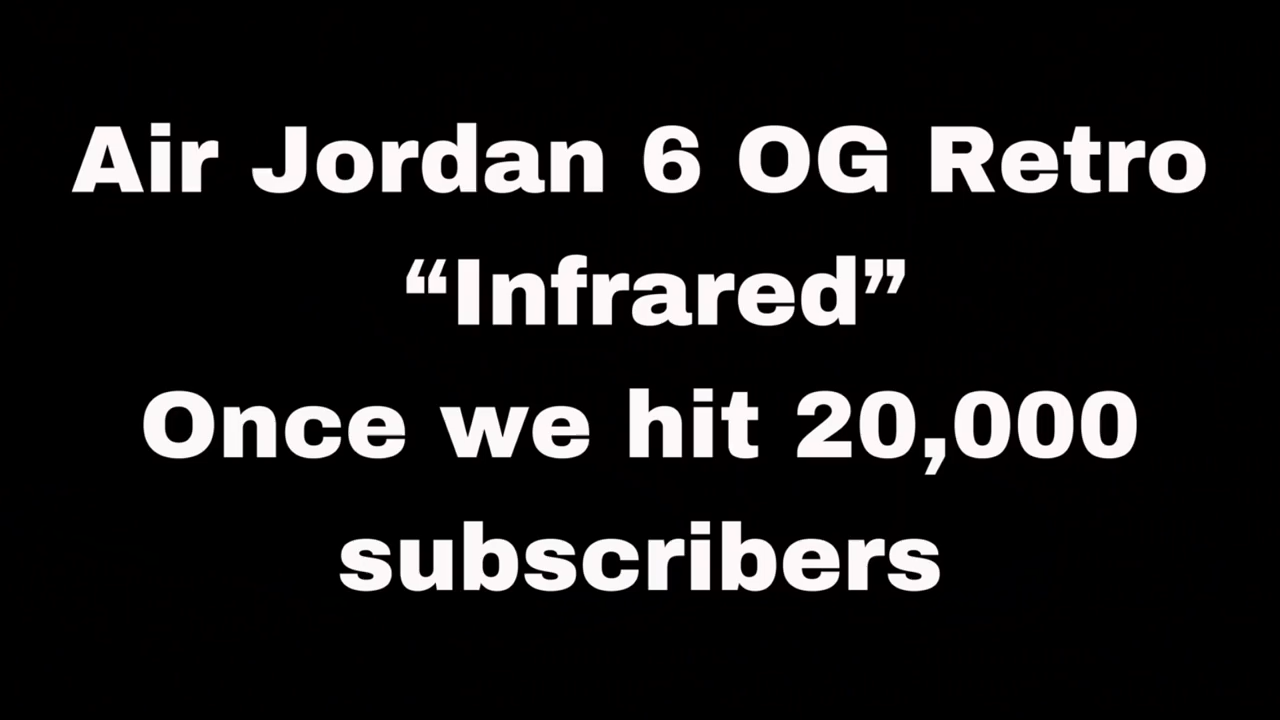 Air Jordan 6 OG Retro
“Infrared”
Once we hit 20,000
subscribers